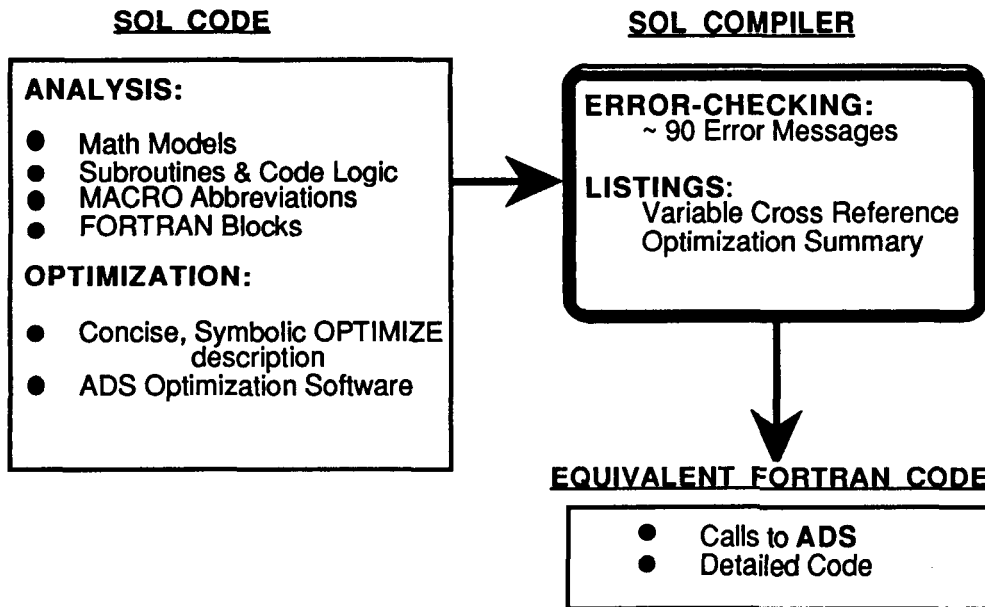 SOL CODE
ANALYSIS:
● Math Models
● Subroutines & Code Logic
● MACRO Abbreviations
● FORTRAN Blocks
OPTIMIZATION:
● Concise, Symbolic OPTIMIZE
description
● ADS Optimization Software
SOL COMPILER
ERROR-CHECKING:
~ 90 Error Messages
LISTINGS:
Variable Cross Reference
Optimization Summary
EQUIVALENT FORTRAN CODE
● Calls to ADS
● Detailed Code